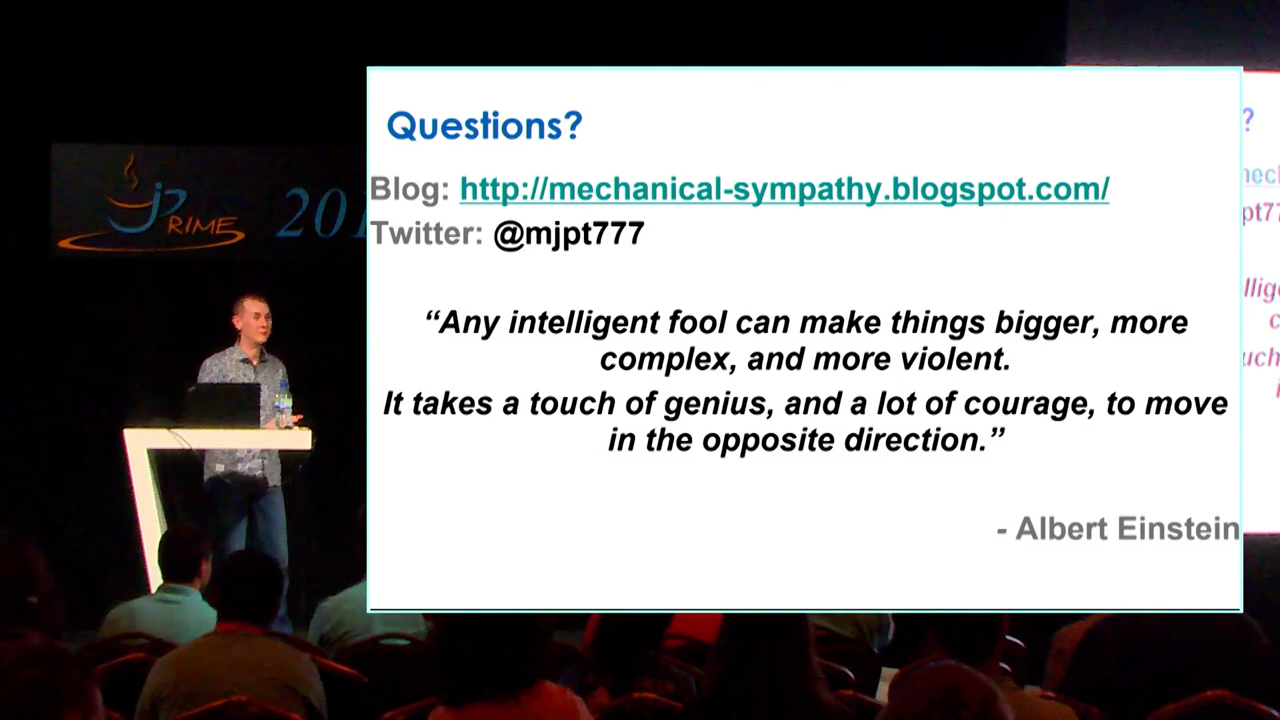 Questions?
Blog: http://mechanical-sympathy.blogspot.com/
Twitter: @mjpt777
“Any intelligent fool can make things bigger, more
complex, and more violent.
It takes a touch of genius, and a lot of courage, to move
in the opposite direction.”
- Albert Einstein
jPRIME 201